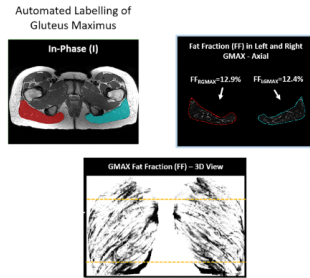 Automated Labelling of
Gluteus Maximus
In-Phase (I)
Fat Fraction (FF) in Left and Right
GMAX - Axial
FFRGMAX=12.9% FFLGMAX=12.4%
GMAX Fat Fraction (FF) – 3D View